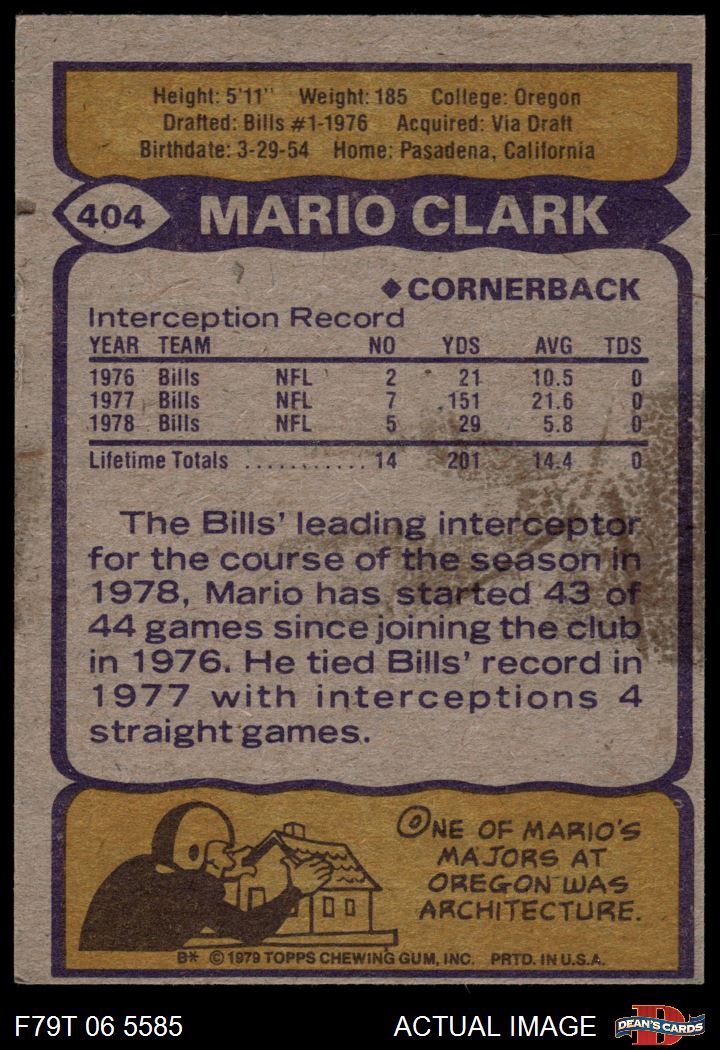 Height: 5'11" Weight: 185 College: Oregon
Drafted: Bills #1-1976 Acquired: Via Draft
Birthdate: 3-29-54 Home: Pasadena, California
404 MARIO CLARK
◆ CORNERBACK
Interception Record
YEAR TEAM NO YDS AVG TDS
1976 Bills NFL 2 21 10.5 0
1977 Bills NFL 7 151 21.6 0
1978 Bills NFL 5 29 5.8 0
Lifetime Totals ........... 14 201 14.4 0
The Bills' leading interceptor
for the course of the season in
1978, Mario has started 43 of
44 games since joining the club
in 1976. He tied Bills' record in
1977 with interceptions 4
straight games.
ONE OF MARIO'S
MAJORS AT
OREGON WAS
ARCHITECTURE.
B* © 1979 TOPPS CHEWING GUM, INC. PRTD. IN U.S.A.
F79T 06 5585 ACTUAL IMAGE D DEAN'S CARDS